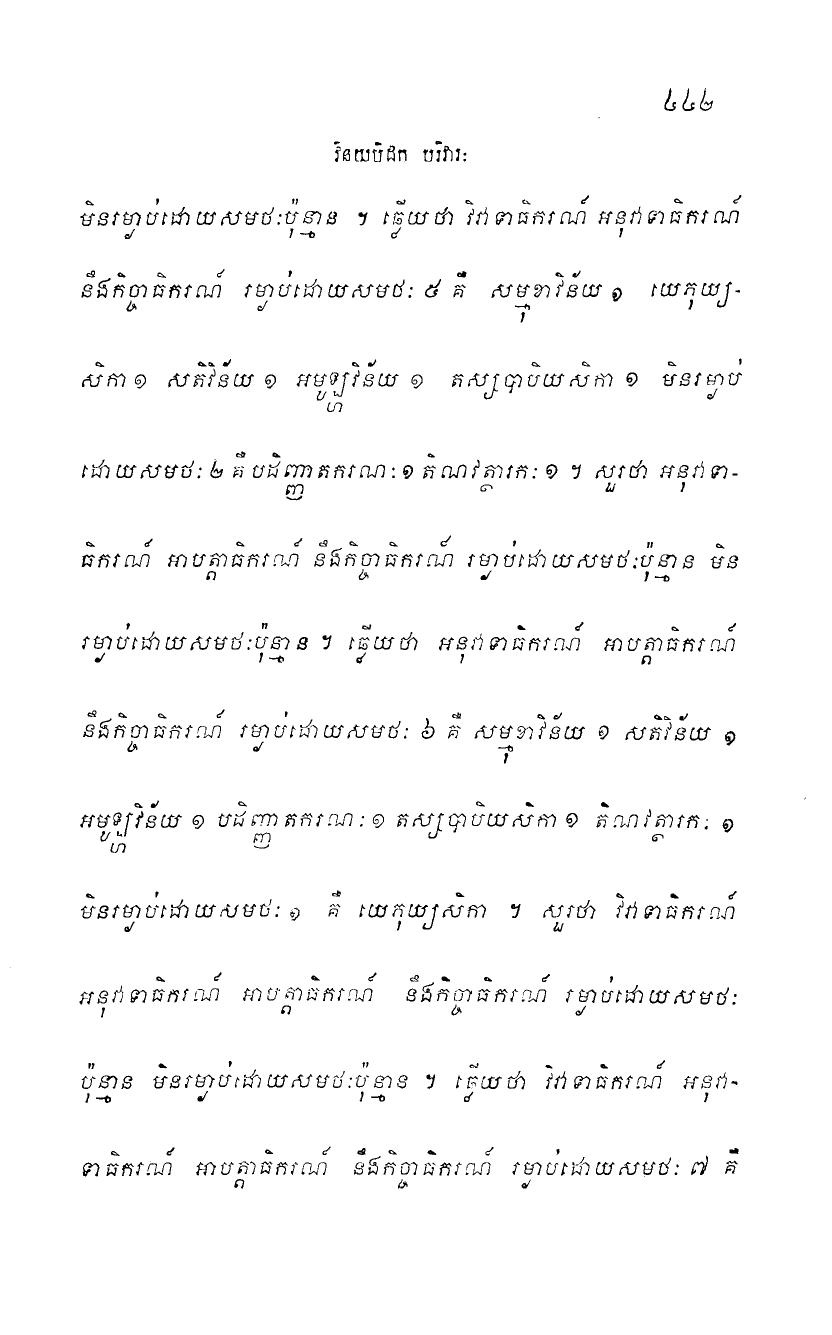 ៤៤២
វិនយបិដក បរិវារៈ
មិនរម្ងាប់ដោយសមថៈប៉ុន្មាន ។ ឆ្លើយថា វិវាទាធិករណ៍ អនុវាទាធិករណ៍
នឹងកិច្ចាធិករណ៍ រម្ងាប់ដោយសមថៈ ៥ គឺ សម្មុខាវិន័យ ១ យេភុយ្យ-
សិកា ១ សតិវិន័យ ១ អមូឡ្ហវិន័យ ១ តស្សបាបិយសិកា ១ មិនរម្ងាប់
ដោយសមថៈ ២ គឺ បដិញ្ញាតករណៈ ១ តិណវត្ថារកៈ ១ ។ សួរថា អនុវាទា-
ធិករណ៍ អាបត្តាធិករណ៍ នឹងកិច្ចាធិករណ៍ រម្ងាប់ដោយសមថៈប៉ុន្មាន មិន
រម្ងាប់ដោយសមថៈប៉ុន្មាន ។ ឆ្លើយថា អនុវាទាធិករណ៍ អាបត្តាធិករណ៍
នឹងកិច្ចាធិករណ៍ រម្ងាប់ដោយសមថៈ ៦ គឺ សម្មុខាវិន័យ ១ សតិវិន័យ ១
អមូឡ្ហវិន័យ ១ បដិញ្ញាតករណៈ ១ តស្សបាបិយសិកា ១ តិណវត្ថារកៈ ១
មិនរម្ងាប់ដោយសមថៈ ១ គឺ យេភុយ្យសិកា ។ សួរថា វិវាទាធិករណ៍
អនុវាទាធិករណ៍ អាបត្តាធិករណ៍ នឹងកិច្ចាធិករណ៍ រម្ងាប់ដោយសមថៈ
ប៉ុន្មាន មិនរម្ងាប់ដោយសមថៈប៉ុន្មាន ។ ឆ្លើយថា វិវាទាធិករណ៍ អនុវា-
ទាធិករណ៍ អាបត្តាធិករណ៍ នឹងកិច្ចាធិករណ៍ រម្ងាប់ដោយសមថៈ ៧ គឺ